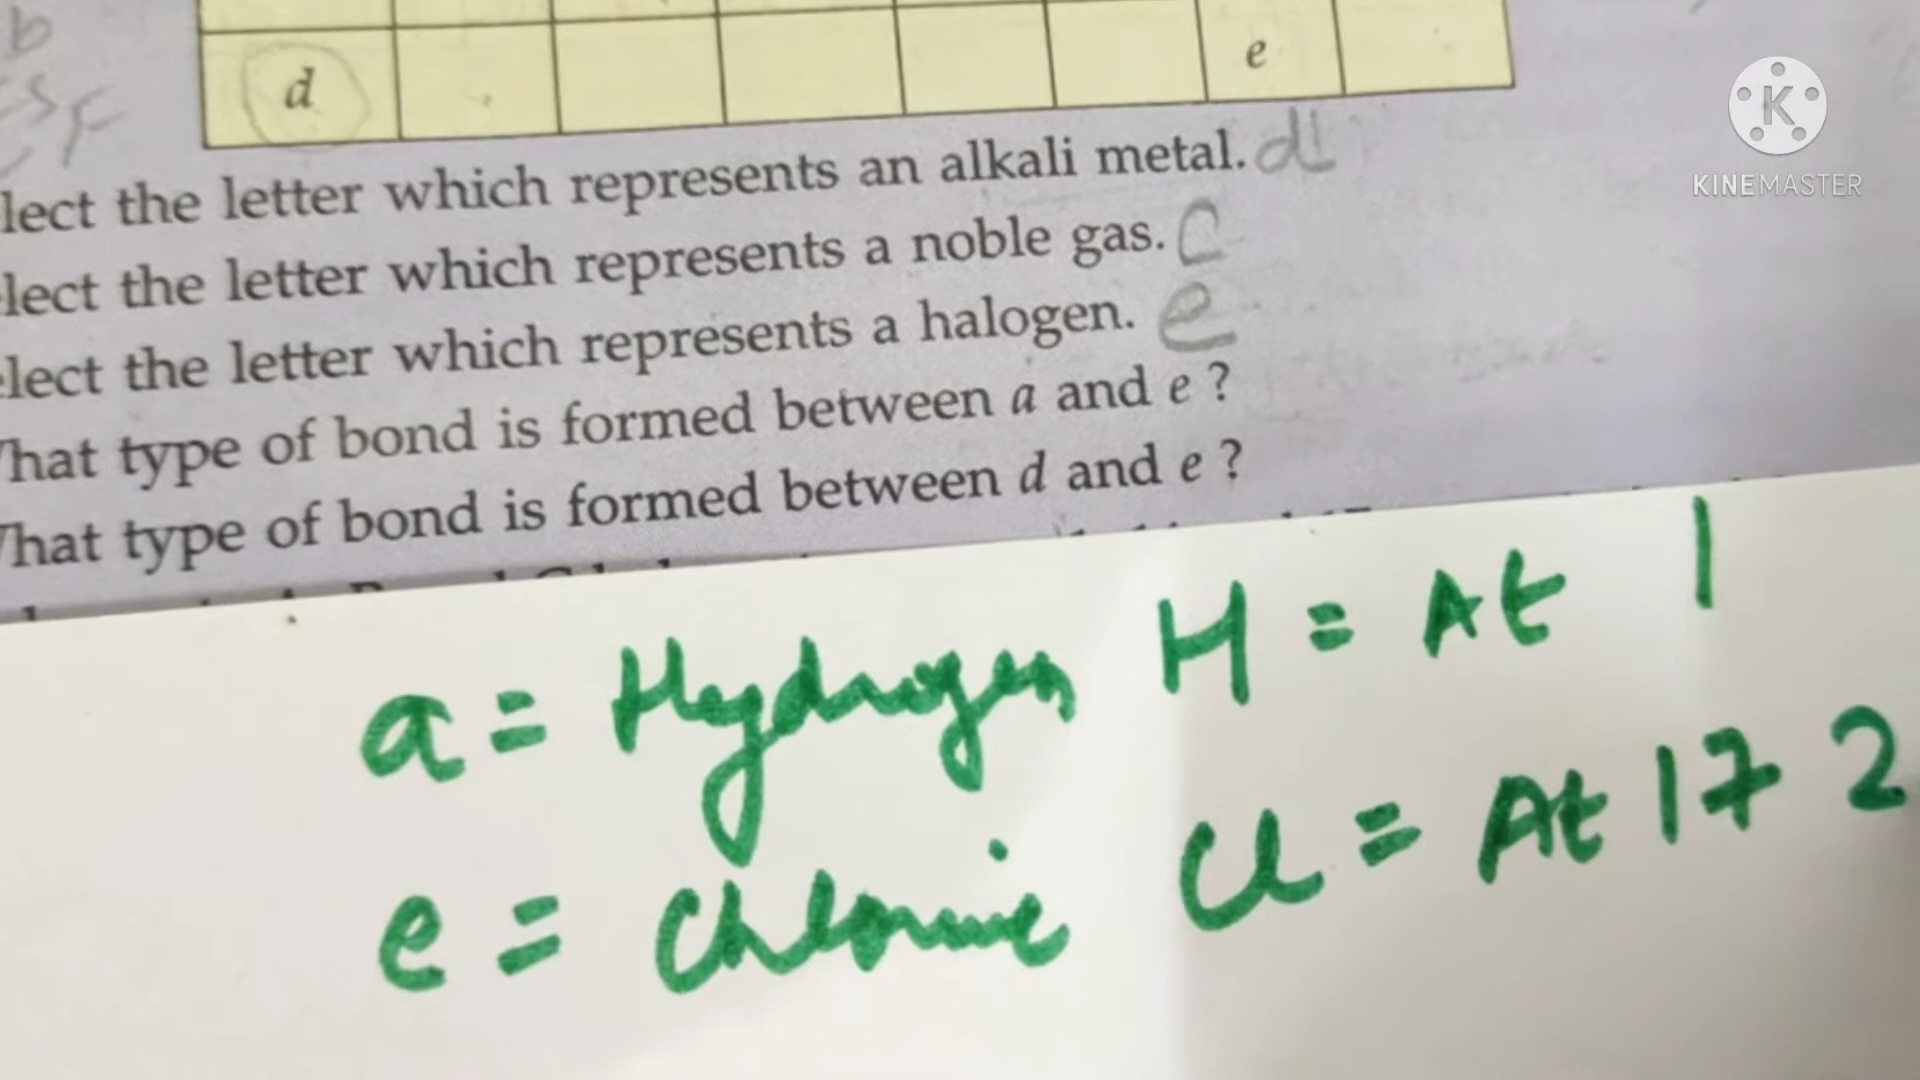 b
d e
K
KINEMASTER
lect the letter which represents an alkali metal. d
lect the letter which represents a noble gas. C
lect the letter which represents a halogen. e
hat type of bond is formed between a and e ?
What type of bond is formed between d and e ?
a = Hydrogen H = At 1
e = Chlorine Cl = At 17 2